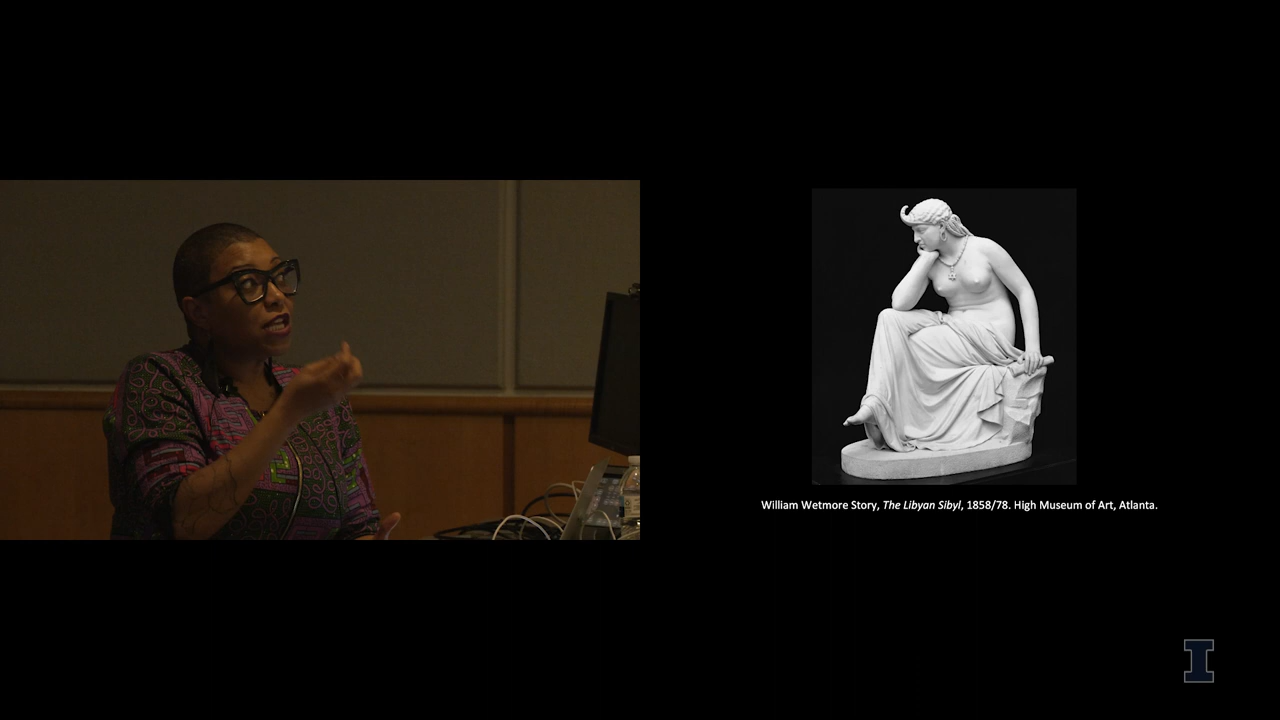 William Wetmore Story, The Libyan Sibyl, 1858/78. High Museum of Art, Atlanta.
I